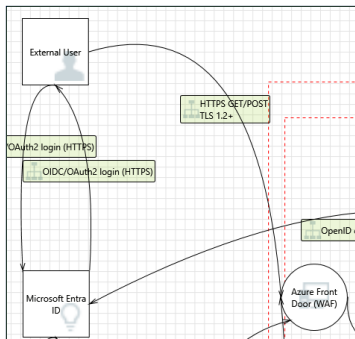 External User
HTTPS GET/POST
TLS 1.2+
/OAuth2 login (HTTPS)
OIDC/OAuth2 login (HTTPS)
OpenID
Microsoft Entra
ID
Azure Front
Door (WAF)